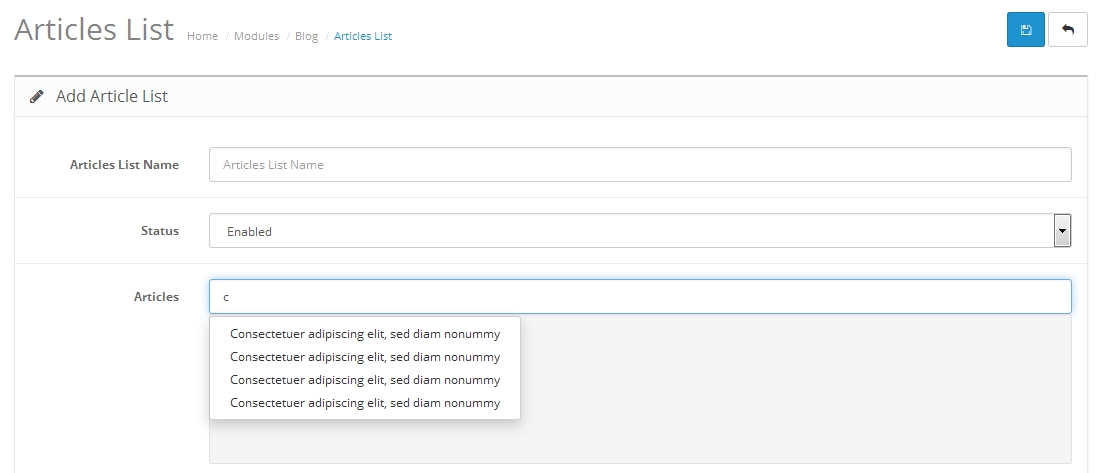 Articles List Home / Modules / Blog / Articles List
Add Article List
Articles List Name Articles List Name
Status Enabled
Articles c
Consectetuer adipiscing elit, sed diam nonummy
Consectetuer adipiscing elit, sed diam nonummy
Consectetuer adipiscing elit, sed diam nonummy
Consectetuer adipiscing elit, sed diam nonummy